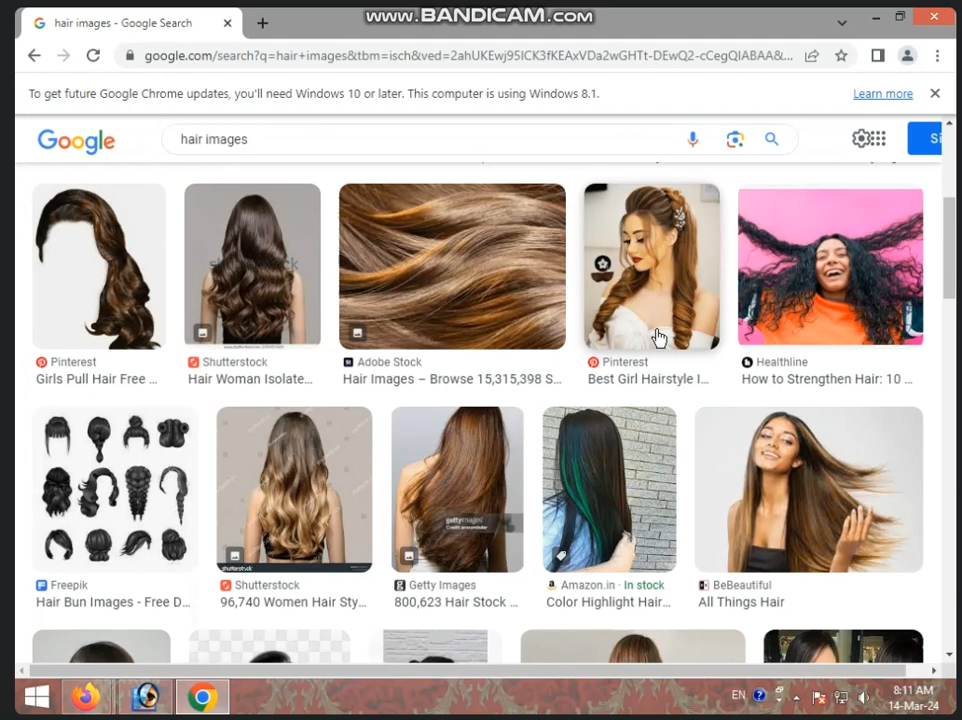 www.BANDICAM.com
hair images - Google Search
google.com/search?q=hair+images&tbm=isch&ved=2ahUKEwj95ICK3fKEAxVDa2wGHTt-DEwQ2-cCegQIABAA&...
To get future Google Chrome updates, you'll need Windows 10 or later. This computer is using Windows 8.1.
Learn more
Google
hair images
Pinterest
Girls Pull Hair Free ...
Shutterstock
Hair Woman Isolate...
Adobe Stock
Hair Images – Browse 15,315,398 S...
Pinterest
Best Girl Hairstyle I...
Healthline
How to Strengthen Hair: 10 ...
gettyimages
Freepik
Hair Bun Images - Free D...
Shutterstock
96,740 Women Hair Sty...
Getty Images
800,623 Hair Stock ...
Amazon.in · In stock
Color Highlight Hair...
BeBeautiful
All Things Hair
EN
8:11 AM
14-Mar-24